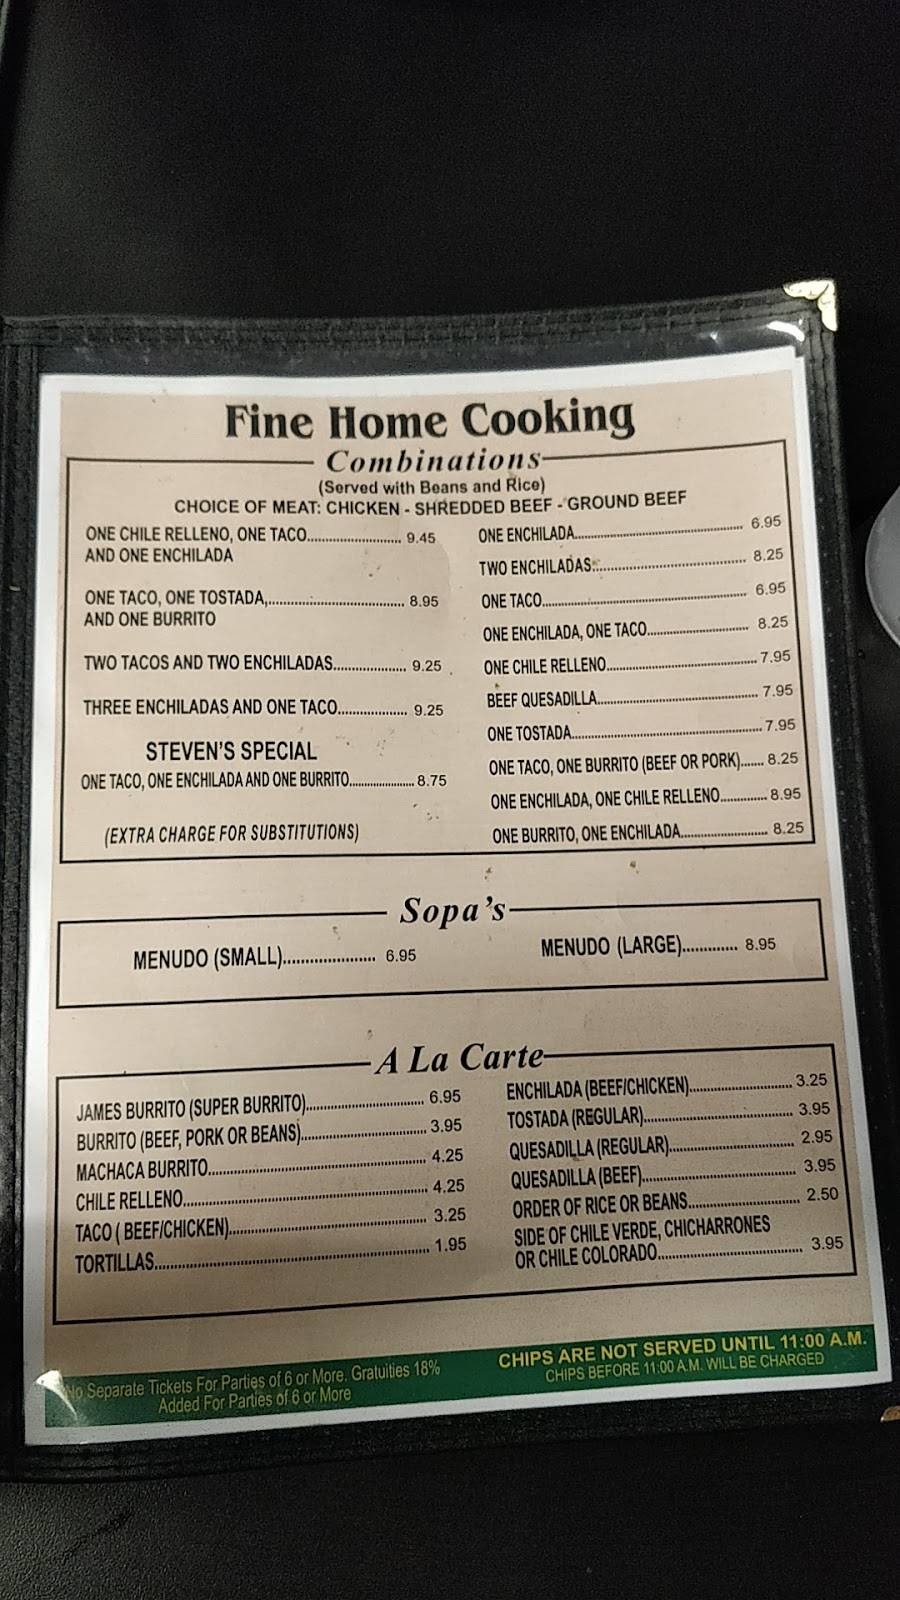 Fine Home Cooking
Combinations
(Served with Beans and Rice)
CHOICE OF MEAT: CHICKEN - SHREDDED BEEF - GROUND BEEF
ONE CHILE RELLENO, ONE TACO.......................... 9.45
AND ONE ENCHILADA
ONE TACO, ONE TOSTADA,..................................... 8.95
AND ONE BURRITO
TWO TACOS AND TWO ENCHILADAS................... 9.25
THREE ENCHILADAS AND ONE TACO................... 9.25
STEVEN'S SPECIAL
ONE TACO, ONE ENCHILADA AND ONE BURRITO...................... 8.75
(EXTRA CHARGE FOR SUBSTITUTIONS)
ONE ENCHILADA................................................ 6.95
TWO ENCHILADAS............................................ 8.25
ONE TACO.......................................................... 6.95
ONE ENCHILADA, ONE TACO............................. 8.25
ONE CHILE RELLENO........................................... 7.95
BEEF QUESADILLA.............................................. 7.95
ONE TOSTADA...................................................... 7.95
ONE TACO, ONE BURRITO (BEEF OR PORK)....... 8.25
ONE ENCHILADA, ONE CHILE RELLENO............. 8.95
ONE BURRITO, ONE ENCHILADA......................... 8.25
Sopa's
MENUDO (SMALL)..................... 6.95
MENUDO (LARGE)............. 8.95
A La Carte
JAMES BURRITO (SUPER BURRITO)................................ 6.95
BURRITO (BEEF, PORK OR BEANS).................................. 3.95
MACHACA BURRITO............................................................ 4.25
CHILE RELLENO................................................................... 4.25
TACO ( BEEF/CHICKEN)...................................................... 3.25
TORTILLAS............................................................................ 1.95
ENCHILADA (BEEF/CHICKEN)............................ 3.25
TOSTADA (REGULAR)......................................... 3.95
QUESADILLA (REGULAR)................................... 2.95
QUESADILLA (BEEF)........................................... 3.95
ORDER OF RICE OR BEANS............................... 2.50
SIDE OF CHILE VERDE, CHICHARRONES
OR CHILE COLORADO........................................ 3.95
No Separate Tickets For Parties of 6 or More. Gratuities 18%
Added For Parties of 6 or More
CHIPS ARE NOT SERVED UNTIL 11:00 A.M.
CHIPS BEFORE 11:00 A.M. WILL BE CHARGED